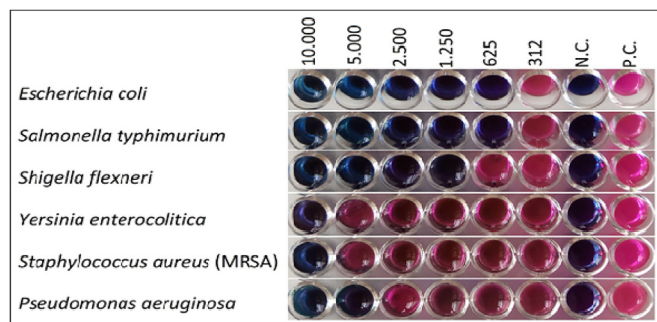 10.000 5.000 2.500 1.250 625 312 N.C. P.C.
Escherichia coli
Salmonella typhimurium
Shigella flexneri
Yersinia enterocolitica
Staphylococcus aureus (MRSA)
Pseudomonas aeruginosa